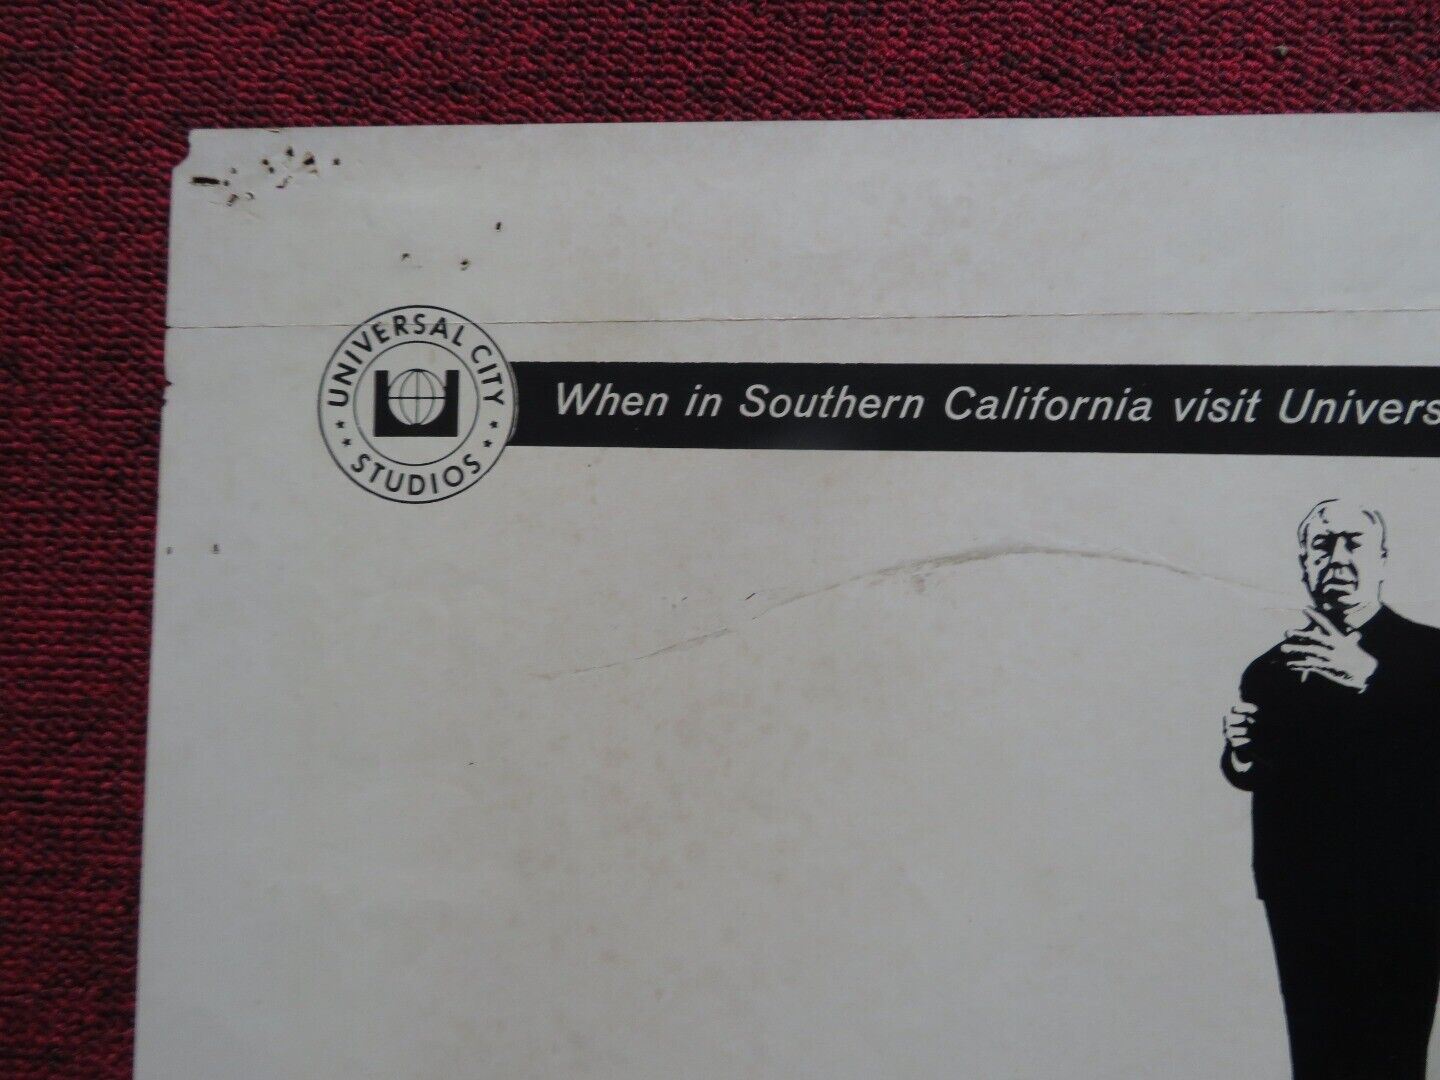 UNIVERSAL CITY
STUDIOS
When in Southern California visit Univers